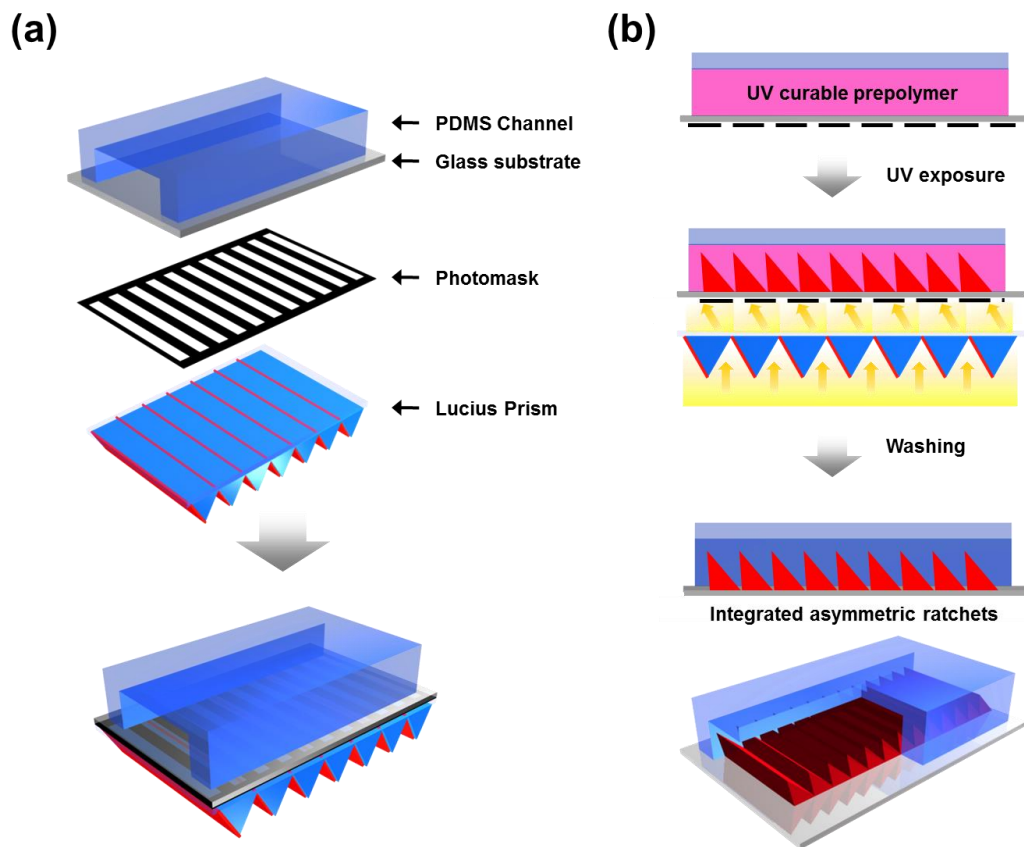 (a)
PDMS Channel
Glass substrate
Photomask
Lucius Prism
(b)
UV curable prepolymer
UV exposure
Washing
Integrated asymmetric ratchets